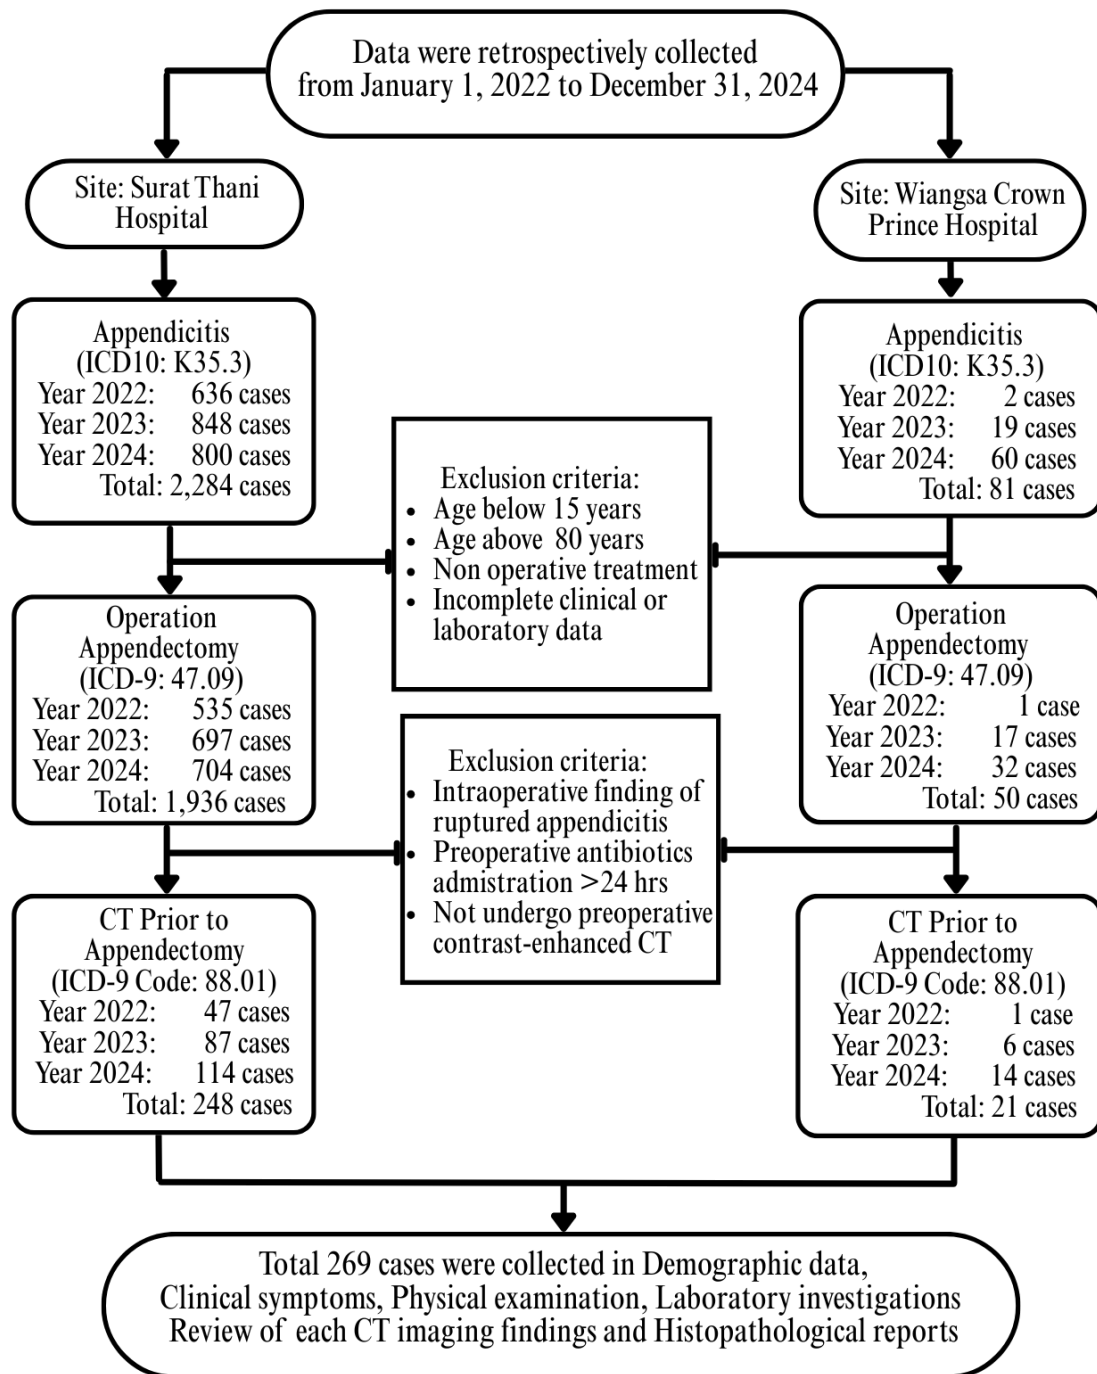 Data were retrospectively collected
from January 1, 2022 to December 31, 2024
Site: Surat Thani
Hospital
Site: Wiangsa Crown
Prince Hospital
Appendicitis
(ICD10: K35.3)
Year 2022: 636 cases
Year 2023: 848 cases
Year 2024: 800 cases
Total: 2,284 cases
Appendicitis
(ICD10: K35.3)
Year 2022: 2 cases
Year 2023: 19 cases
Year 2024: 60 cases
Total: 81 cases
Exclusion criteria:
• Age below 15 years
• Age above 80 years
• Non operative treatment
• Incomplete clinical or
laboratory data
Operation
Appendectomy
(ICD-9: 47.09)
Year 2022: 535 cases
Year 2023: 697 cases
Year 2024: 704 cases
Total: 1,936 cases
Operation
Appendectomy
(ICD-9: 47.09)
Year 2022: 1 case
Year 2023: 17 cases
Year 2024: 32 cases
Total: 50 cases
Exclusion criteria:
• Intraoperative finding of
ruptured appendicitis
• Preoperative antibiotics
admistration >24 hrs
• Not undergo preoperative
contrast-enhanced CT
CT Prior to
Appendectomy
(ICD-9 Code: 88.01)
Year 2022: 47 cases
Year 2023: 87 cases
Year 2024: 114 cases
Total: 248 cases
CT Prior to
Appendectomy
(ICD-9 Code: 88.01)
Year 2022: 1 case
Year 2023: 6 cases
Year 2024: 14 cases
Total: 21 cases
Total 269 cases were collected in Demographic data,
Clinical symptoms, Physical examination, Laboratory investigations
Review of each CT imaging findings and Histopathological reports